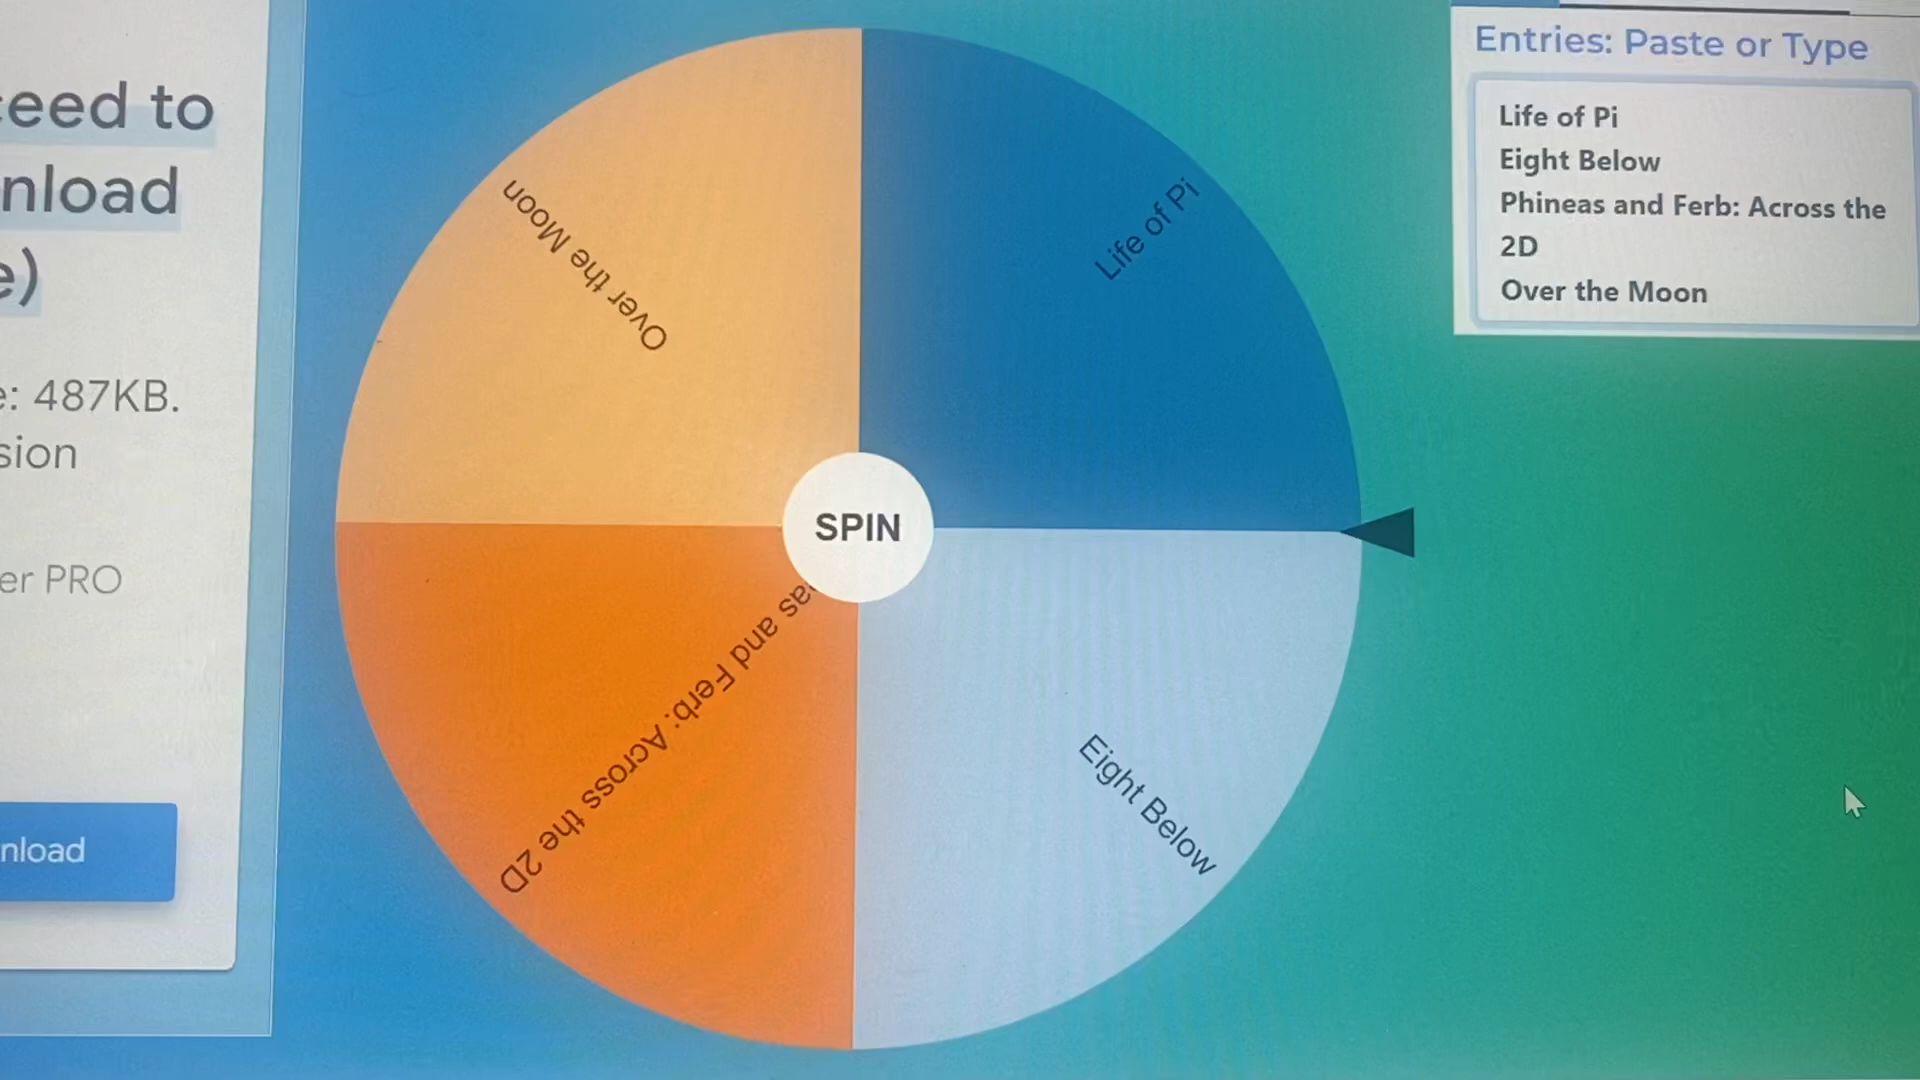 ceed to
nload
e)
e: 487KB.
sion
er PRO
nload
Over the Moon
Life of Pi
SPIN
as and Ferb: Across the 2D
Eight Below
Entries: Paste or Type
Life of Pi
Eight Below
Phineas and Ferb: Across the
2D
Over the Moon